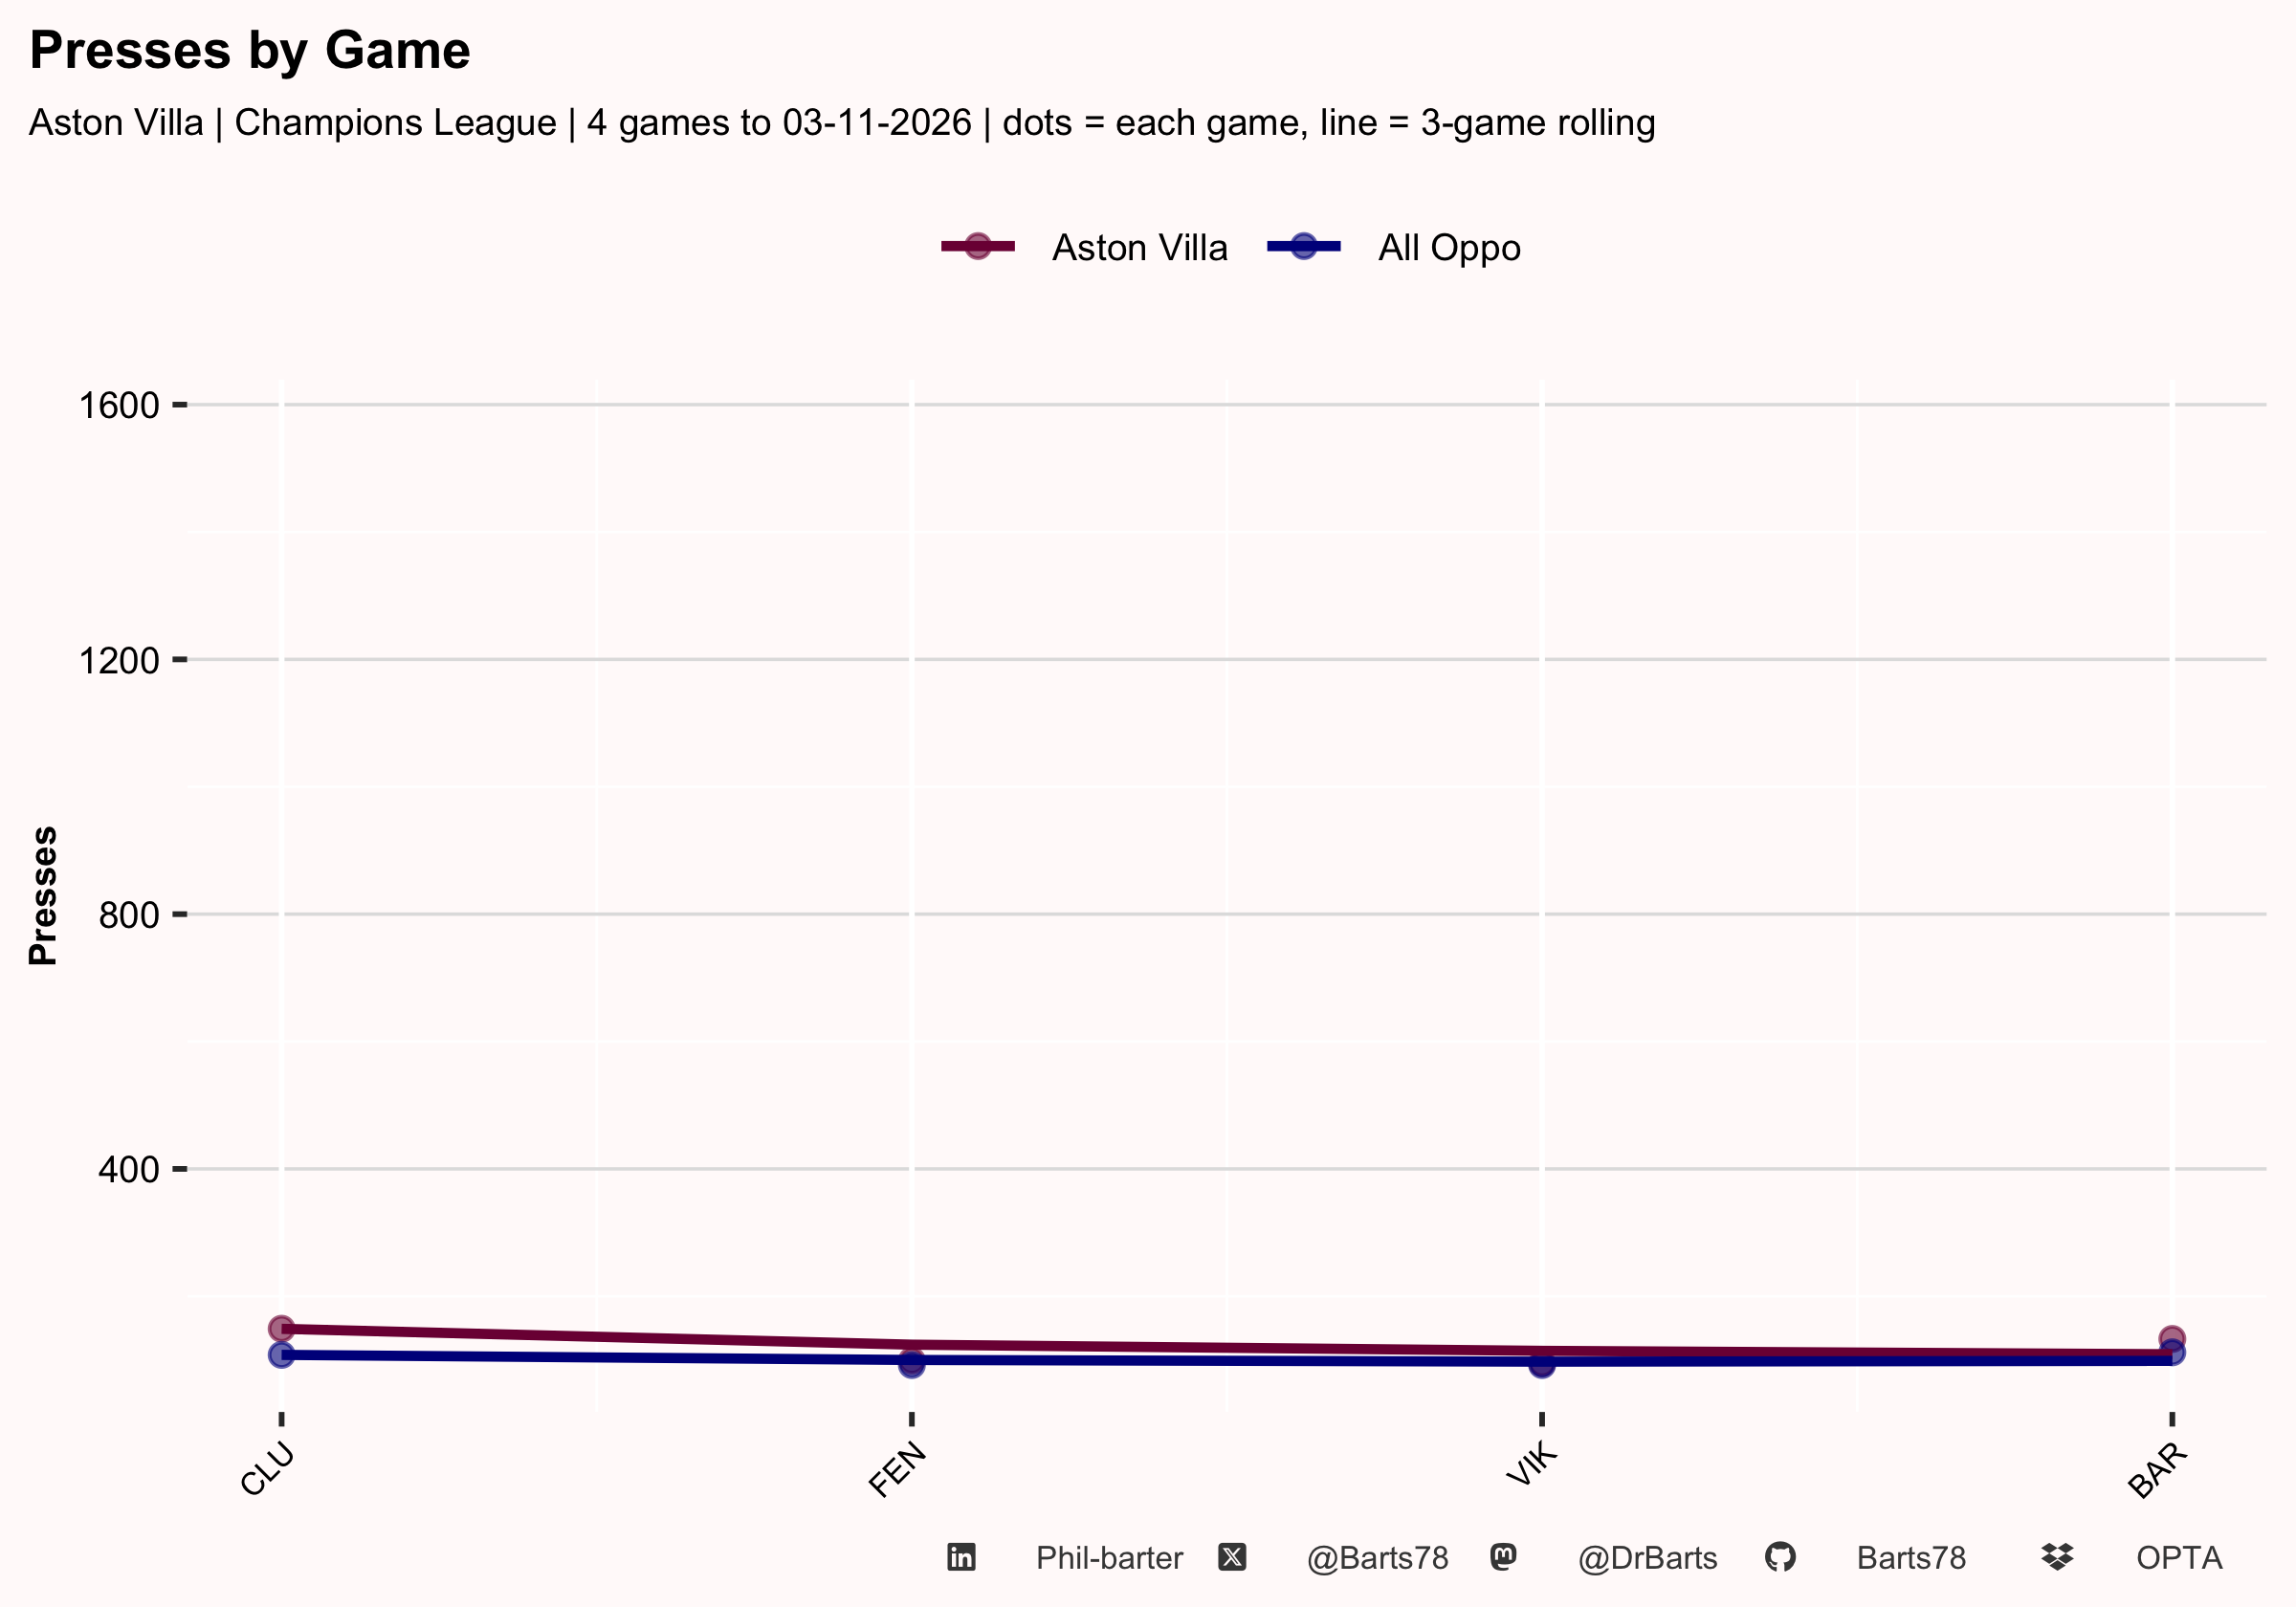 Presses by Game
Aston Villa | Champions League | 4 games to 03-11-2026 | dots = each game, line = 3-game rolling
Aston Villa
All Oppo
1600
1200
800
400
Presses
CLU
FEN
VIK
BAR
Phil-barter @Barts78 @DrBarts Barts78 OPTA